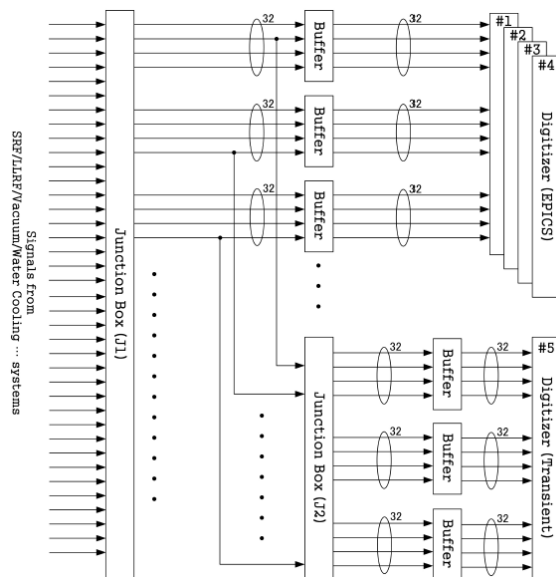 Signals from
SRF/LLRF/Vacuum/Water Cooling ... systems
Junction Box (J1)
32
Buffer
32
32
Buffer
32
32
Buffer
32
#1
#2
#3
#4
Digitizer (EPICS)
Junction Box (J2)
32
Buffer
32
32
Buffer
32
32
Buffer
32
#5
Digitizer (Transient)